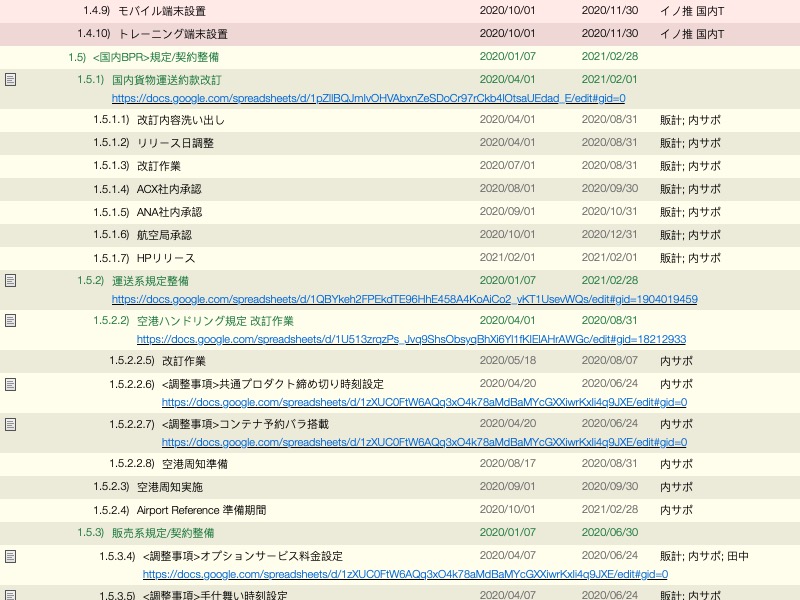 1.4.9) モバイル端末設置 2020/10/01 2020/11/30 イノ推 国内T
1.4.10) トレーニング端末設置 2020/10/01 2020/11/30 イノ推 国内T
1.5) <国内BPR>規定/契約整備 2020/01/07 2021/02/28
1.5.1) 国内貨物運送約款改訂 2020/04/01 2021/02/01
https://docs.google.com/spreadsheets/d/1pZIlBQJmlvOHVAbxnZeSDoCr97rCkb4lOtsaUEdad_E/edit#gid=0
1.5.1.1) 改訂内容洗い出し 2020/04/01 2020/08/31 販計; 内サポ
1.5.1.2) リリース日調整 2020/04/01 2020/08/31 販計; 内サポ
1.5.1.3) 改訂作業 2020/07/01 2020/08/31 販計; 内サポ
1.5.1.4) ACX社内承認 2020/08/01 2020/09/30 販計; 内サポ
1.5.1.5) ANA社内承認 2020/09/01 2020/10/31 販計; 内サポ
1.5.1.6) 航空局承認 2020/10/01 2020/12/31 販計; 内サポ
1.5.1.7) HPリリース 2021/02/01 2021/02/01 販計; 内サポ
1.5.2) 運送系規定整備 2020/01/07 2021/02/28
https://docs.google.com/spreadsheets/d/1QBYkeh2FPEkdTE96HhE458A4KoAiCo2_vKT1UsevWQs/edit#gid=1904019459
1.5.2.2) 空港ハンドリング規定 改訂作業 2020/04/01 2020/08/31
https://docs.google.com/spreadsheets/d/1U513zrqzPs_Jvq9ShsObsygBhXi6Yl1fKlElAHrAWGc/edit#gid=18212933
1.5.2.2.5) 改訂作業 2020/05/18 2020/08/07 内サポ
1.5.2.2.6) <調整事項>共通プロダクト締め切り時刻設定 2020/04/20 2020/06/24 内サポ
https://docs.google.com/spreadsheets/d/1zXUC0FtW6AQq3xO4k78aMdBaMYcGXXiwrKxli4q9JXE/edit#gid=0
1.5.2.2.7) <調整事項>コンテナ予約バラ搭載 2020/04/20 2020/06/24 内サポ
https://docs.google.com/spreadsheets/d/1zXUC0FtW6AQq3xO4k78aMdBaMYcGXXiwrKxli4q9JXE/edit#gid=0
1.5.2.2.8) 空港周知準備 2020/08/17 2020/08/31 内サポ
1.5.2.3) 空港周知実施 2020/09/01 2020/09/30 内サポ
1.5.2.4) Airport Reference 準備期間 2020/10/01 2021/02/28 内サポ
1.5.3) 販売系規定/契約整備 2020/01/07 2020/06/30
1.5.3.4) <調整事項>オプションサービス料金設定 2020/04/07 2020/06/24 販計; 内サポ; 田中
https://docs.google.com/spreadsheets/d/1zXUC0FtW6AQq3xO4k78aMdBaMYcGXXiwrKxli4q9JXE/edit#gid=0
1.5.3.5) <調整事項>手仕舞い時刻設定 2020/04/07 2020/06/24 販計; 内サポ